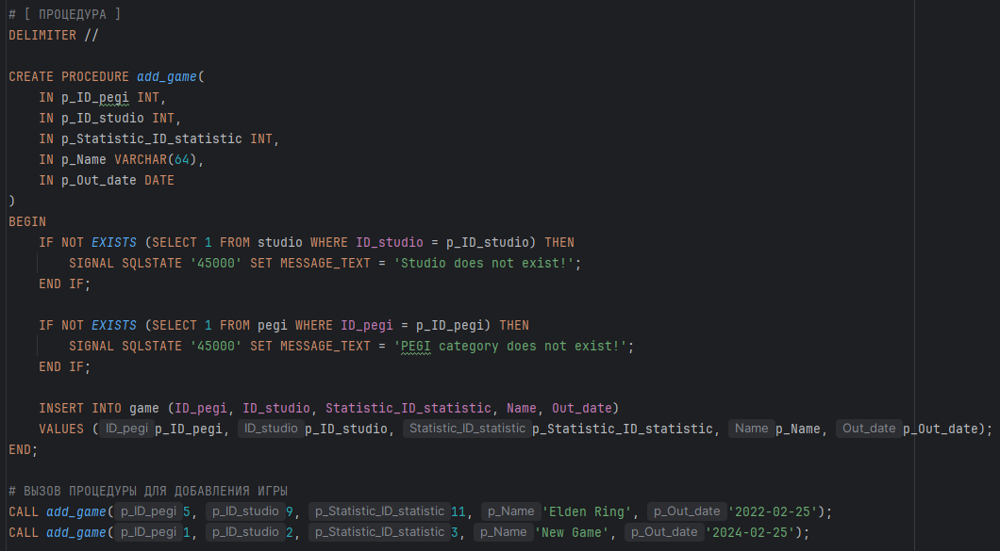 # [ ПРОЦЕДУРА ]
DELIMITER //
CREATE PROCEDURE add_game(
IN p_ID_pegi INT,
IN p_ID_studio INT,
IN p_Statistic_ID_statistic INT,
IN p_Name VARCHAR(64),
IN p_Out_date DATE
)
BEGIN
IF NOT EXISTS (SELECT 1 FROM studio WHERE ID_studio = p_ID_studio) THEN
SIGNAL SQLSTATE '45000' SET MESSAGE_TEXT = 'Studio does not exist!';
END IF;
IF NOT EXISTS (SELECT 1 FROM pegi WHERE ID_pegi = p_ID_pegi) THEN
SIGNAL SQLSTATE '45000' SET MESSAGE_TEXT = 'PEGI category does not exist!';
END IF;
INSERT INTO game (ID_pegi, ID_studio, Statistic_ID_statistic, Name, Out_date)
VALUES ( ID_pegi p_ID_pegi, ID_studio p_ID_studio, Statistic_ID_statistic p_Statistic_ID_statistic, Name p_Name, Out_date p_Out_date);
END;
# ВЫЗОВ ПРОЦЕДУРЫ ДЛЯ ДОБАВЛЕНИЯ ИГРЫ
CALL add_game( p_ID_pegi 5, p_ID_studio 9, p_Statistic_ID_statistic 11, p_Name 'Elden Ring', p_Out_date '2022-02-25');
CALL add_game( p_ID_pegi 1, p_ID_studio 2, p_Statistic_ID_statistic 3, p_Name 'New Game', p_Out_date '2024-02-25');